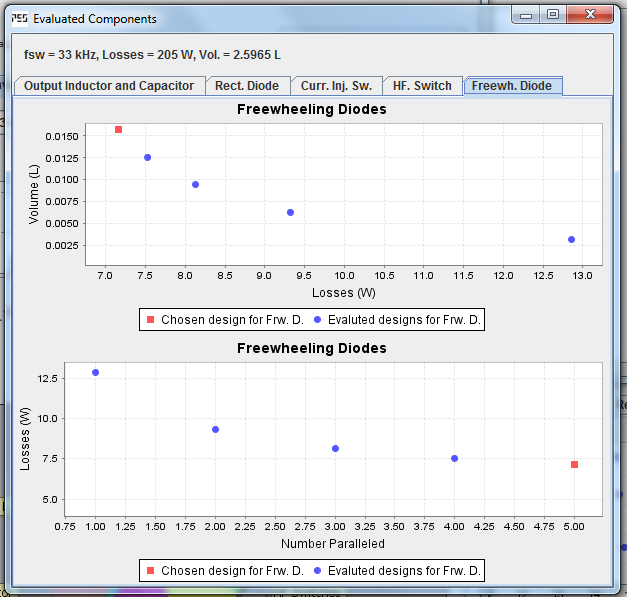 Evaluated Components
fsw = 33 kHz, Losses = 205 W, Vol. = 2.5965 L
Output Inductor and Capacitor Rect. Diode Curr. Inj. Sw. HF. Switch Freewh. Diode
Freewheeling Diodes
0.0150
0.0125
0.0100
0.0075
0.0050
0.0025
Volume (L)
7.0 7.5 8.0 8.5 9.0 9.5 10.0 10.5 11.0 11.5 12.0 12.5 13.0
Losses (W)
Chosen design for Frw. D. Evaluted designs for Frw. D.
Freewheeling Diodes
12.5
10.0
7.5
5.0
Losses (W)
0.75 1.00 1.25 1.50 1.75 2.00 2.25 2.50 2.75 3.00 3.25 3.50 3.75 4.00 4.25 4.50 4.75 5.00
Number Paralleled
Chosen design for Frw. D. Evaluted designs for Frw. D.